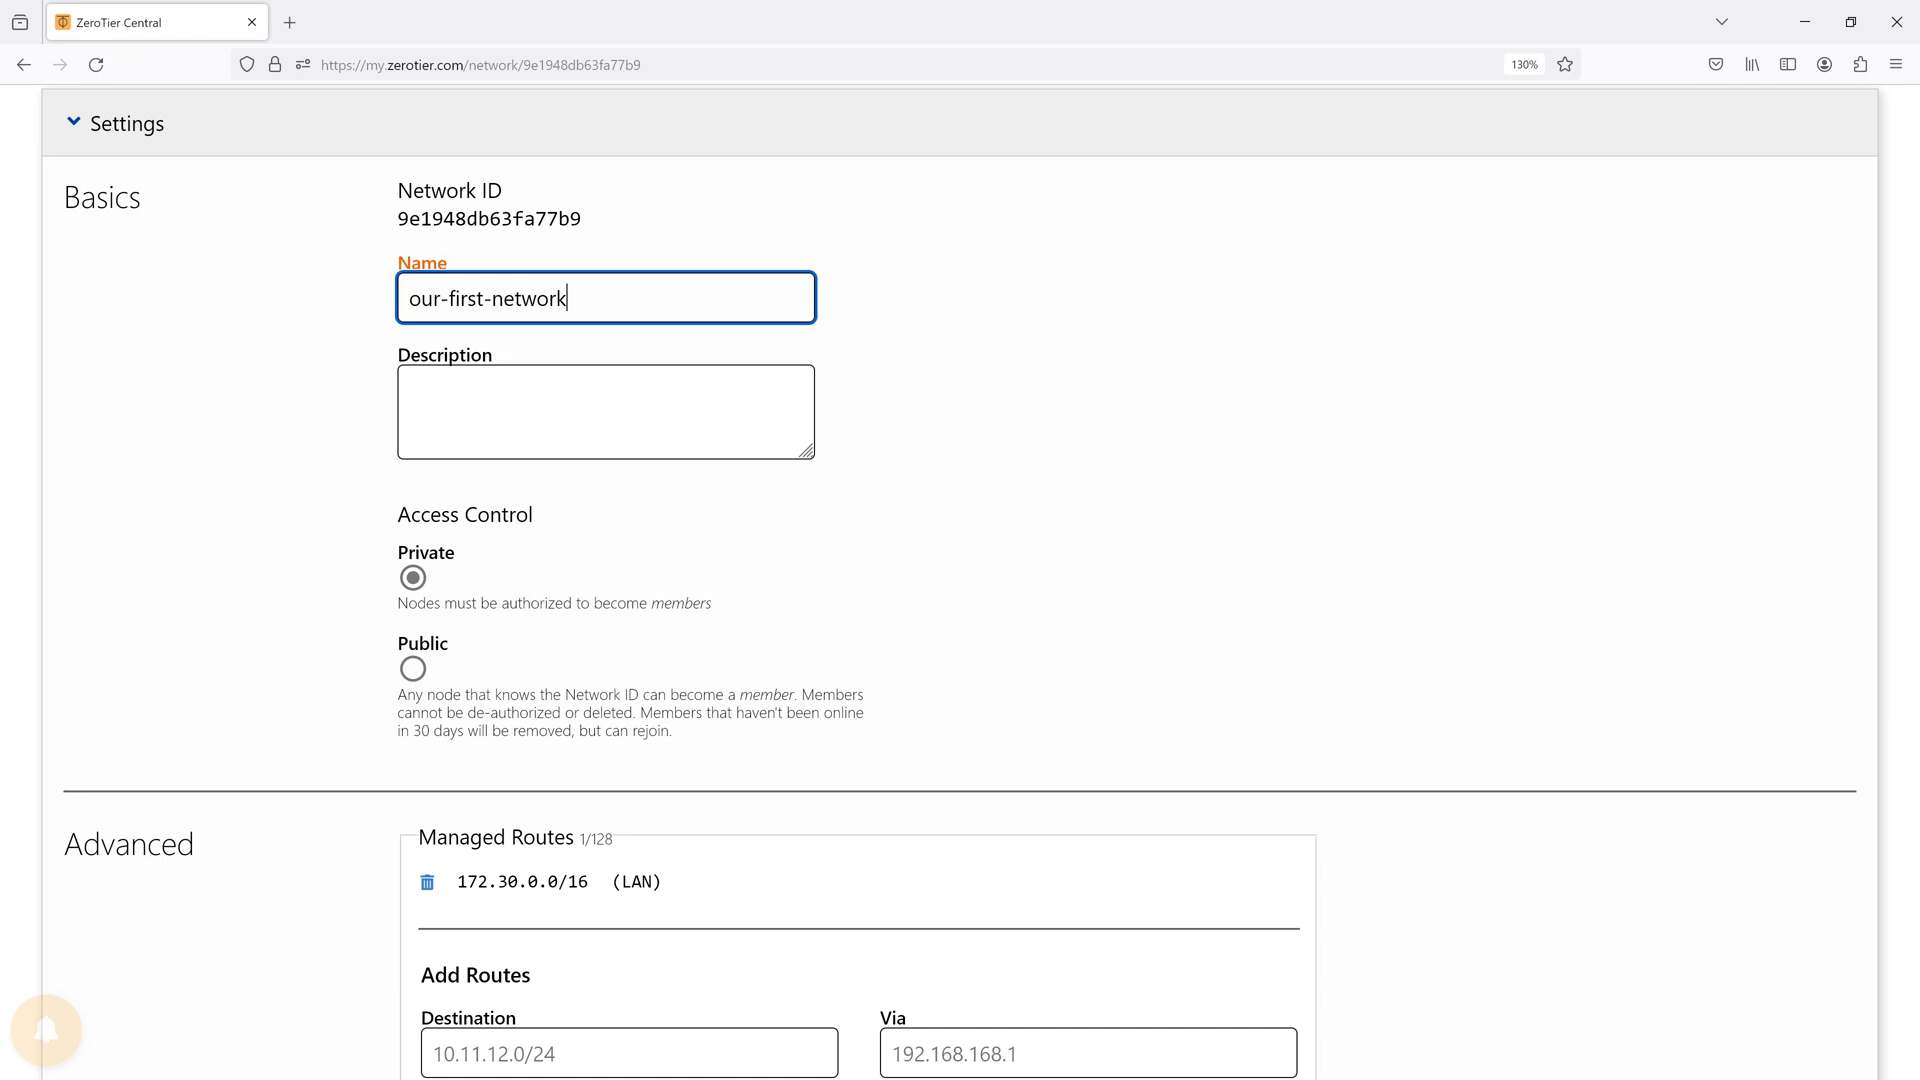 ZeroTier Central
https://my.zerotier.com/network/9e1948db63fa77b9
130%
Settings
Basics
Network ID
9e1948db63fa77b9
Name
our-first-network
Description
Access Control
Private
Nodes must be authorized to become members
Public
Any node that knows the Network ID can become a member. Members
cannot be de-authorized or deleted. Members that haven't been online
in 30 days will be removed, but can rejoin.
Advanced
Managed Routes 1/128
172.30.0.0/16 (LAN)
Add Routes
Destination
Via
10.11.12.0/24
192.168.168.1